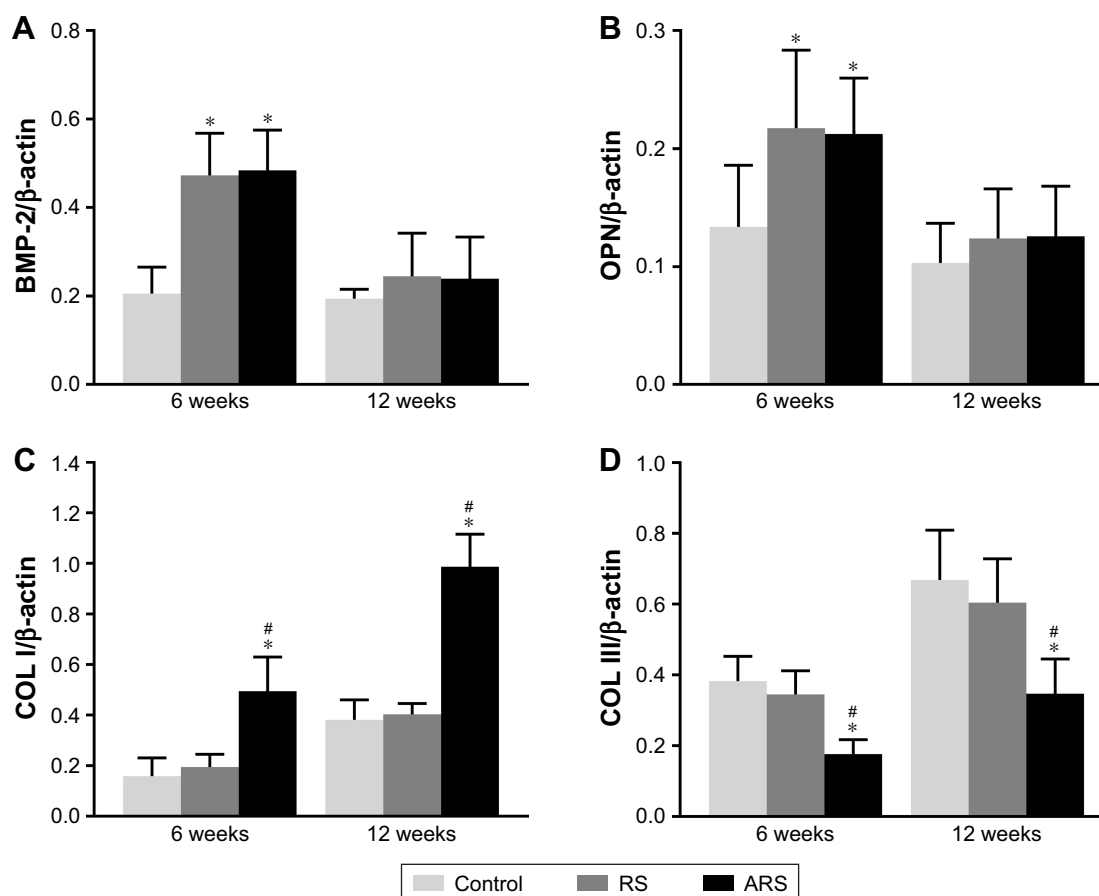 A
BMP-2/β-actin
0.8
0.6
0.4
0.2
0.0
* *
6 weeks 12 weeks
B
OPN/β-actin
0.3
0.2
0.1
0.0
* *
6 weeks 12 weeks
C
COL I/β-actin
1.4
1.2
1.0
0.8
0.6
0.4
0.2
0.0
#
*
#
*
6 weeks 12 weeks
D
COL III/β-actin
1.0
0.8
0.6
0.4
0.2
0.0
#
*
#
*
6 weeks 12 weeks
Control RS ARS